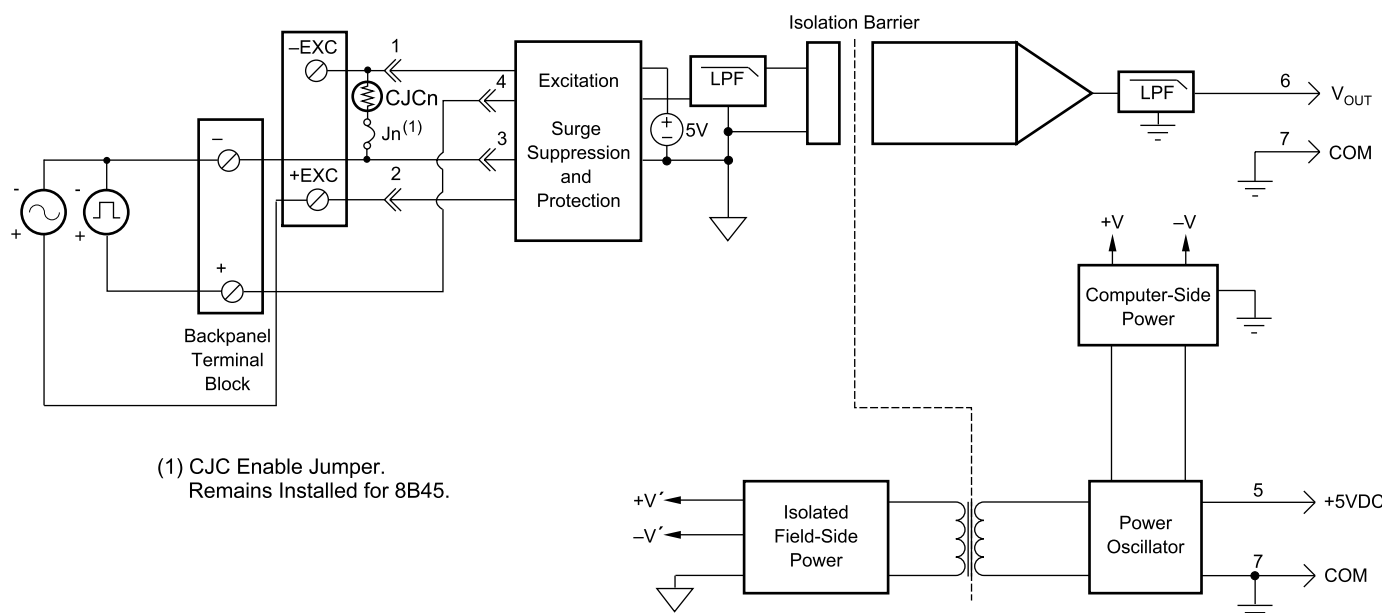 Isolation Barrier
–EXC
1
4
CJCn
Jn(1)
3
+EXC
2
Excitation
Surge
Suppression
and
Protection
LPF
+
–
5V
LPF
6
VOUT
7
COM
–
+
-
+
-
+
Backpanel
Terminal
Block
+V
–V
Computer-Side
Power
(1) CJC Enable Jumper.
Remains Installed for 8B45.
+V´
–V´
Isolated
Field-Side
Power
Power
Oscillator
5
+5VDC
7
COM